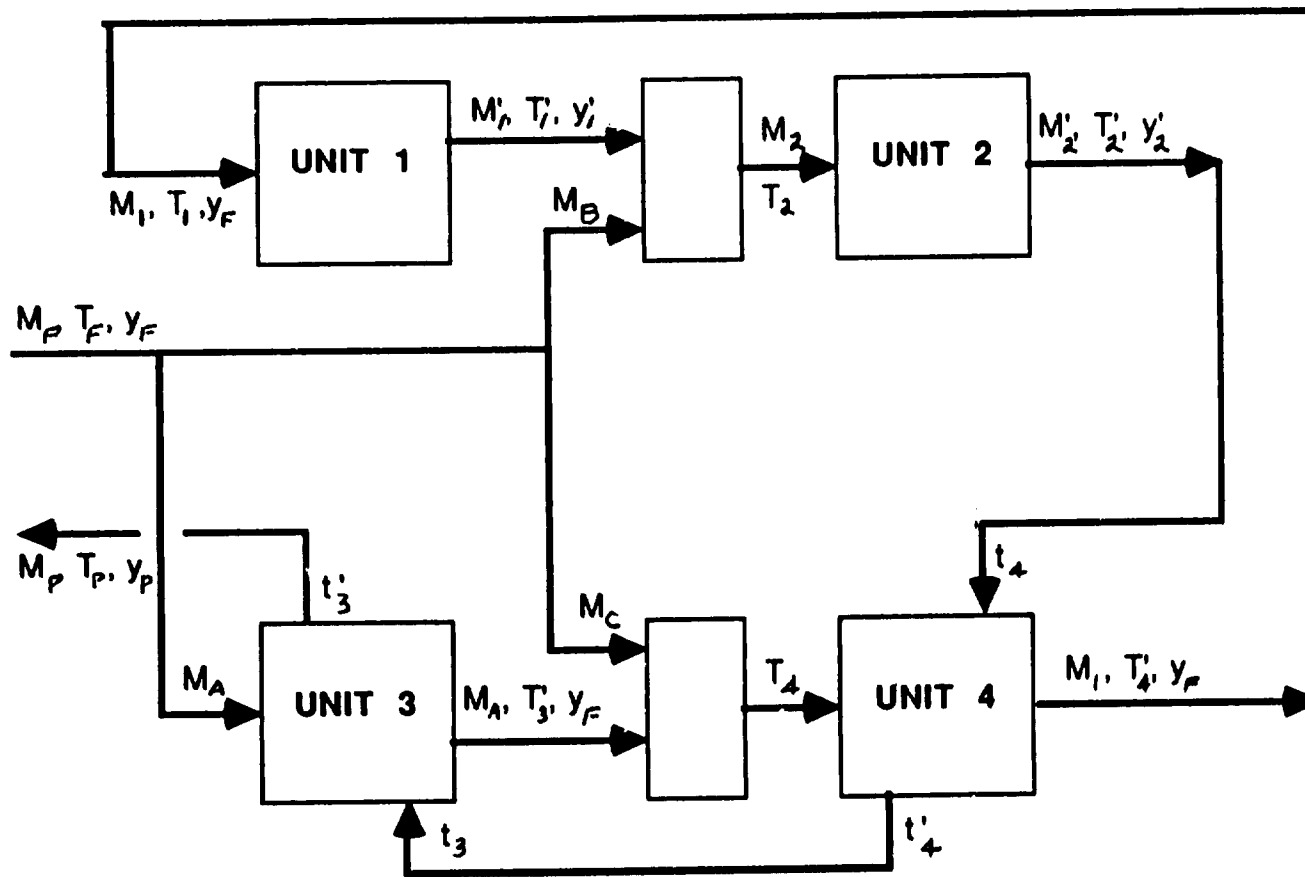 M'₁, T'₁, y'₁
UNIT 1
M₁, T₁, y_F
M_B
M₂
T₂
UNIT 2
M'₂, T'₂, y'₂
M_F, T_F, y_F
M_P, T_P, y_P
t'₃
M_A
UNIT 3
M_A, T'₃, y_F
t₃
M_C
T₄
t₄
UNIT 4
M₁, T'₄, y_F
t'₄